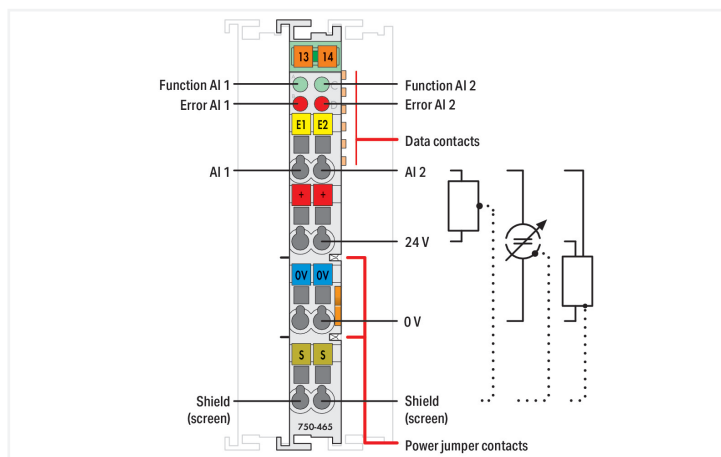 13 14
Function AI 1
Function AI 2
C
Error AI 1
Error AI 2
D
E1 E2
Data contacts
AI 1
AI 2
+ +
24 V
0V 0V
0 V
S S
Shield
(screen)
Shield
(screen)
750-465
Power jumper contacts